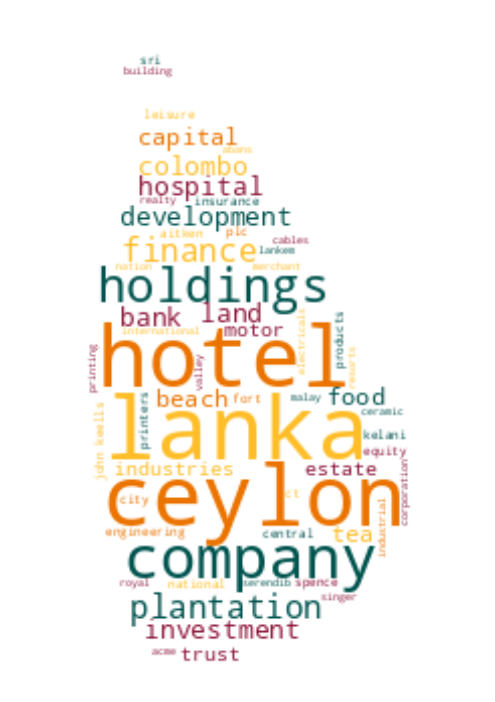 sri
building
leisure
capital
abans
colombo
hospital
realty insurance
development
aitken plc
cables
finance lankem
nation merchant
holdings
bank land
international motor
electricals
products
resorts
printing
hotel
valley
beach fort malay food
ceramic
john keells
printers
lanka
kelani
equity
industries estate
corporation
ceylon
city ct
engineering central tea
industrial
company
royal national serendib spence
singer
plantation
investment
acme trust